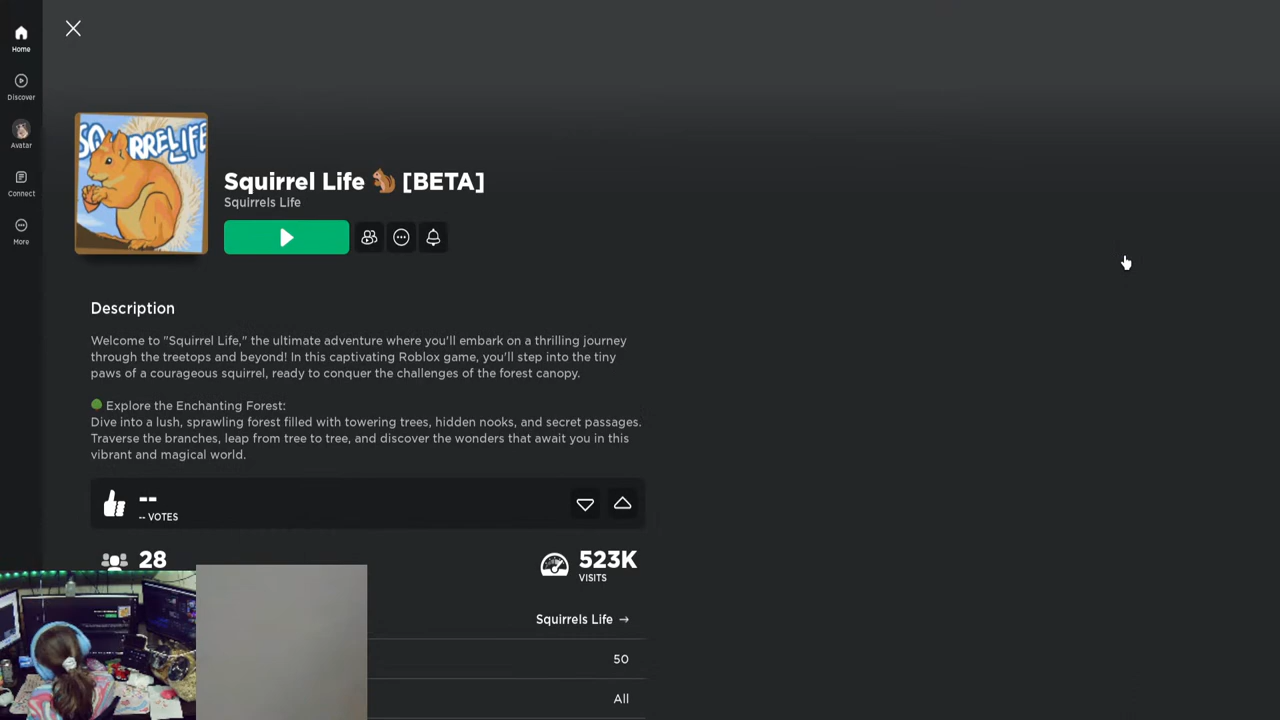 Home
Discover
Avatar
Connect
More
SQ RRELLIFE
Squirrel Life 🐿️ [BETA]
Squirrels Life
Description
Welcome to "Squirrel Life," the ultimate adventure where you'll embark on a thrilling journey
through the treetops and beyond! In this captivating Roblox game, you'll step into the tiny
paws of a courageous squirrel, ready to conquer the challenges of the forest canopy.
Explore the Enchanting Forest:
Dive into a lush, sprawling forest filled with towering trees, hidden nooks, and secret passages.
Traverse the branches, leap from tree to tree, and discover the wonders that await you in this
vibrant and magical world.
--
-- VOTES
28
523K
VISITS
Squirrels Life →
50
All